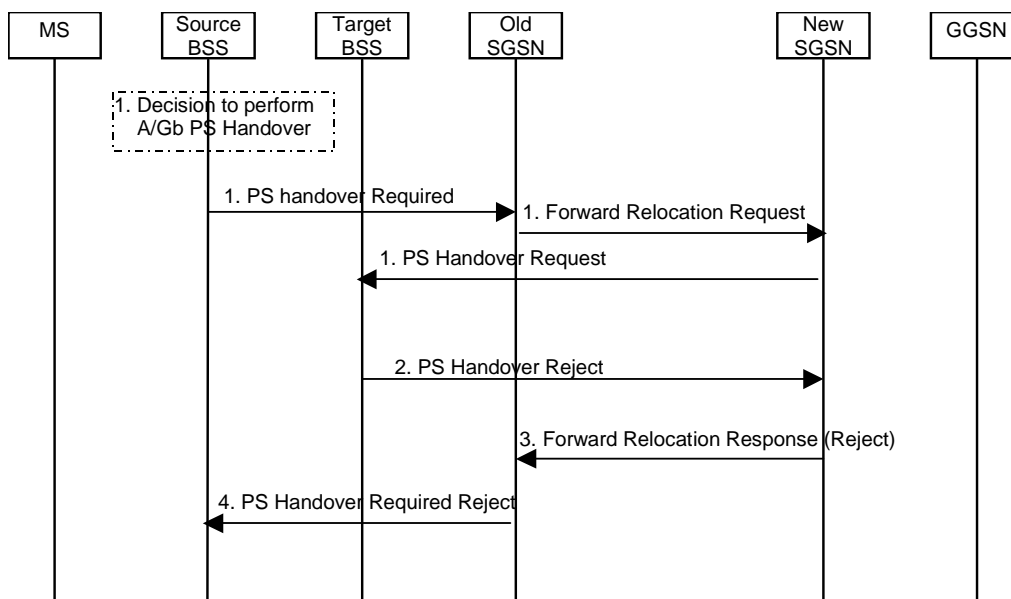 MS
Source
BSS
Target
BSS
Old
SGSN
New
SGSN
GGSN
1. Decision to perform
A/Gb PS Handover
1. PS handover Required
1. Forward Relocation Request
1. PS Handover Request
2. PS Handover Reject
3. Forward Relocation Response (Reject)
4. PS Handover Required Reject